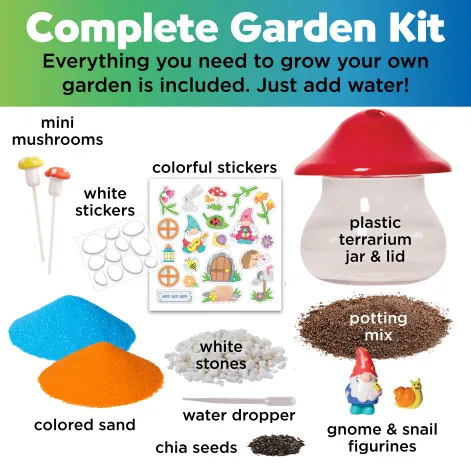 Complete Garden Kit
Everything you need to grow your own
garden is included. Just add water!
mini
mushrooms
colorful stickers
white
stickers
plastic
terrarium
jar & lid
potting
mix
white
stones
colored sand
water dropper
chia seeds
gnome & snail
figurines